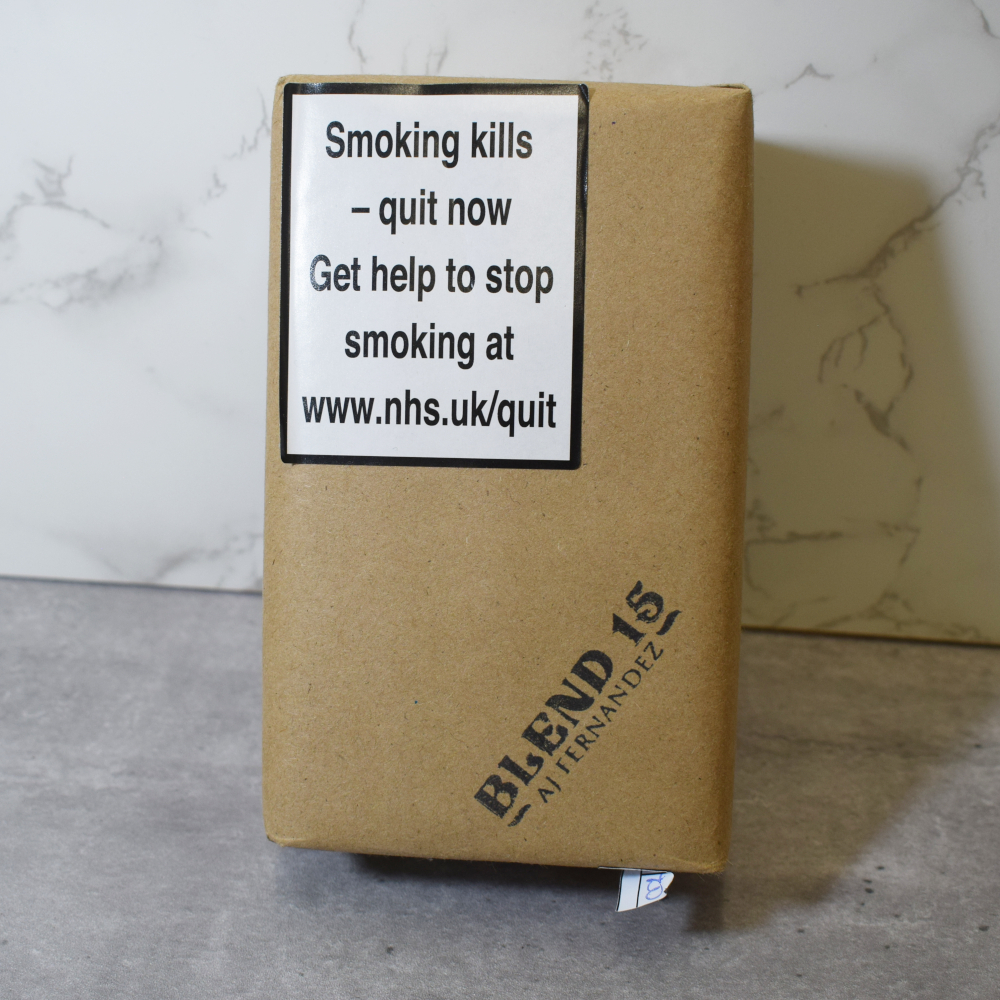 Smoking kills
– quit now
Get help to stop
smoking at
www.nhs.uk/quit
BLEND 15
AJ FERNANDEZ